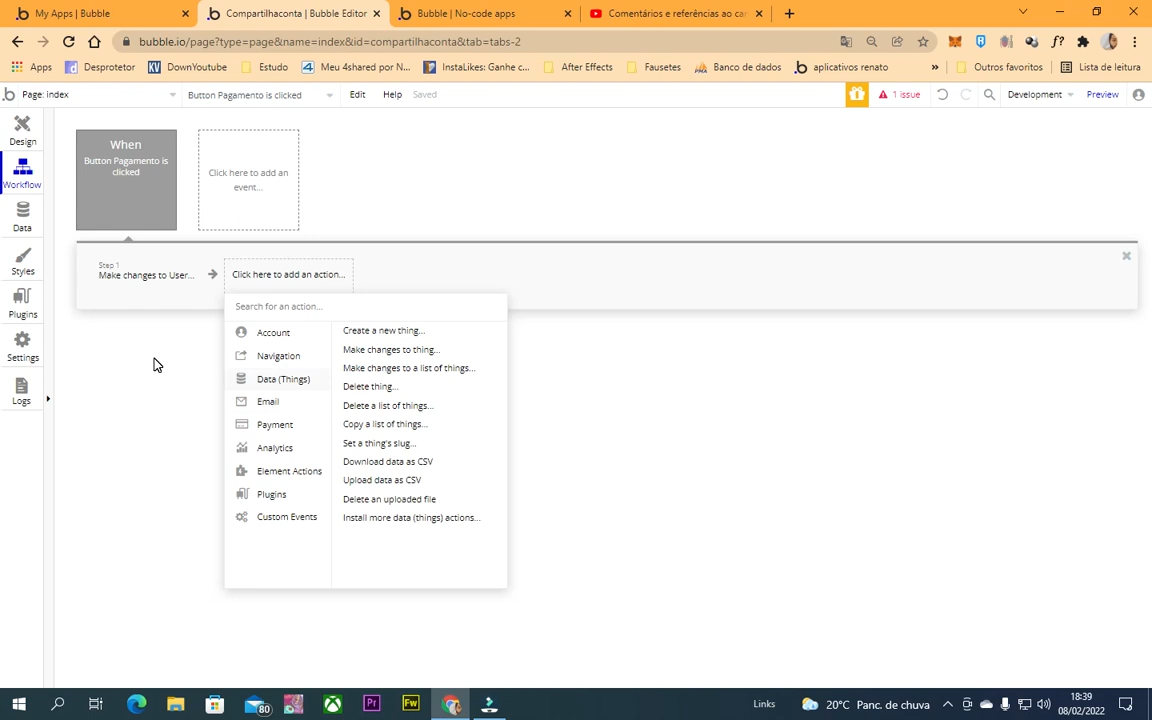 My Apps | Bubble
Compartilhaconta | Bubble Editor
Bubble | No-code apps
Comentários e referências ao car
bubble.io/page?type=page&name=index&id=compartilhaconta&tab=tabs-2
Apps
Desprotetor
DownYoutube
Estudo
Meu 4shared por N...
InstaLikes: Ganhe c...
After Effects
Fausetes
Banco de dados
aplicativos renato
»
Outros favoritos
Lista de leitura
Page: index
Button Pagamento is clicked
Edit
Help
Saved
1 issue
Development
Preview
Design
Workflow
Data
Styles
Plugins
Settings
Logs
When
Button Pagamento is
clicked
Click here to add an
event...
Step 1
Make changes to User...
Click here to add an action...
Search for an action...
Account
Navigation
Data (Things)
Email
Payment
Analytics
Element Actions
Plugins
Custom Events
Create a new thing...
Make changes to thing...
Make changes to a list of things...
Delete thing...
Delete a list of things...
Copy a list of things...
Set a thing's slug...
Download data as CSV
Upload data as CSV
Delete an uploaded file
Install more data (things) actions...
80
Pr
Fw
Links
20°C Panc. de chuva
18:39
08/02/2022